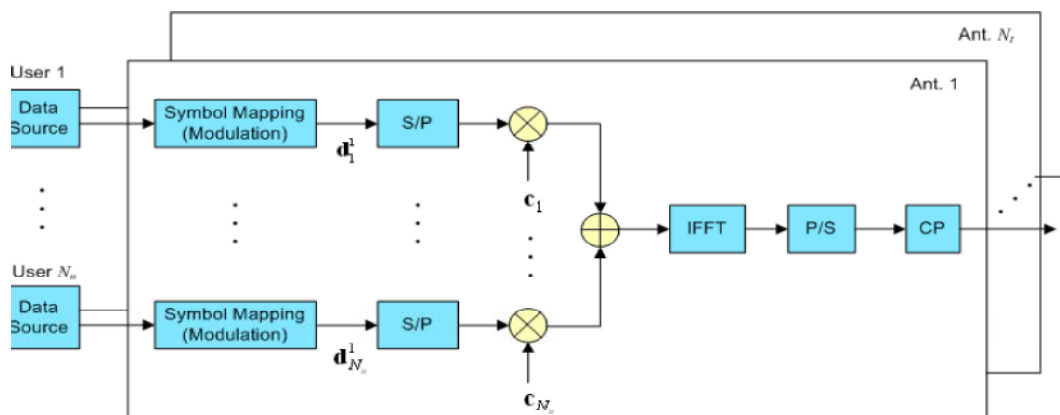 Ant. N_t
Ant. 1
User 1
Data
Source
Symbol Mapping
(Modulation)
d_1^1
S/P
c_1
IFFT
P/S
CP
User N_u
Data
Source
Symbol Mapping
(Modulation)
d_{N_u}^1
S/P
c_{N_u}